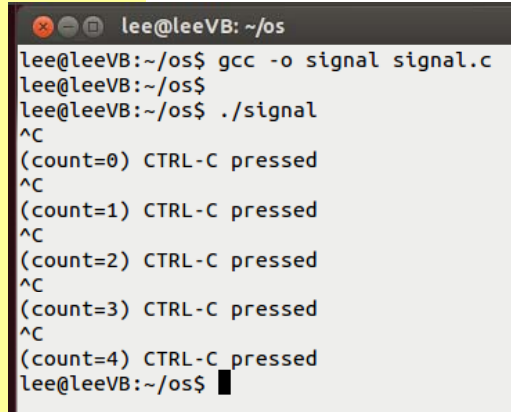 lee@leeVB: ~/os
lee@leeVB:~/os$ gcc -o signal signal.c
lee@leeVB:~/os$
lee@leeVB:~/os$ ./signal
^C
(count=0) CTRL-C pressed
^C
(count=1) CTRL-C pressed
^C
(count=2) CTRL-C pressed
^C
(count=3) CTRL-C pressed
^C
(count=4) CTRL-C pressed
lee@leeVB:~/os$